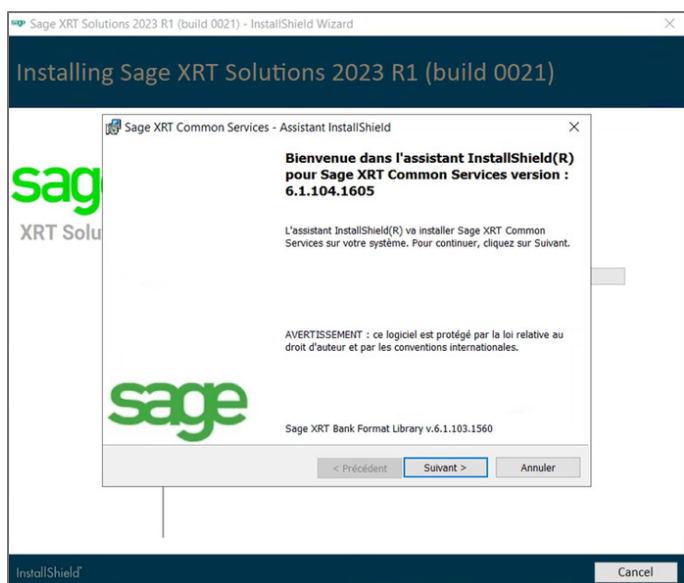 Sage XRT Solutions 2023 R1 (build 0021) - InstallShield Wizard
Installing Sage XRT Solutions 2023 R1 (build 0021)
Sage XRT Common Services - Assistant InstallShield
Bienvenue dans l'assistant InstallShield(R)
pour Sage XRT Common Services version :
6.1.104.1605
sag
XRT Solu
L'assistant InstallShield(R) va installer Sage XRT Common
Services sur votre système. Pour continuer, cliquez sur Suivant.
AVERTISSEMENT : ce logiciel est protégé par la loi relative au
droit d'auteur et par les conventions internationales.
sage
Sage XRT Bank Format Library v.6.1.103.1560
< Précédent
Suivant >
Annuler
InstallShield
Cancel